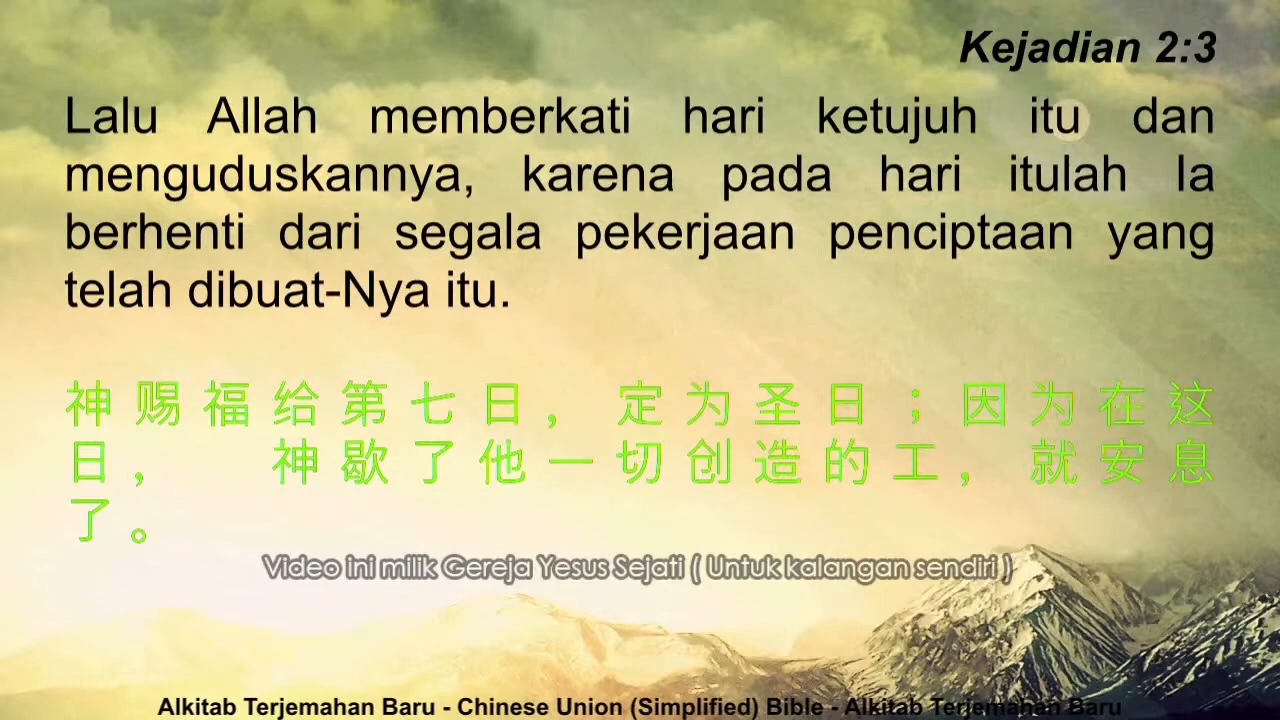 Kejadian 2:3
Lalu Allah memberkati hari ketujuh itu dan
menguduskannya, karena pada hari itulah Ia
berhenti dari segala pekerjaan penciptaan yang
telah dibuat-Nya itu.
神赐福给第七日，定为圣日；因为在这
日， 神歇了他一切创造的工，就安息
了。
Video ini milik Gereja Yesus Sejati ( Untuk kalangan sendiri )
Alkitab Terjemahan Baru - Chinese Union (Simplified) Bible - Alkitab Terjemahan Baru